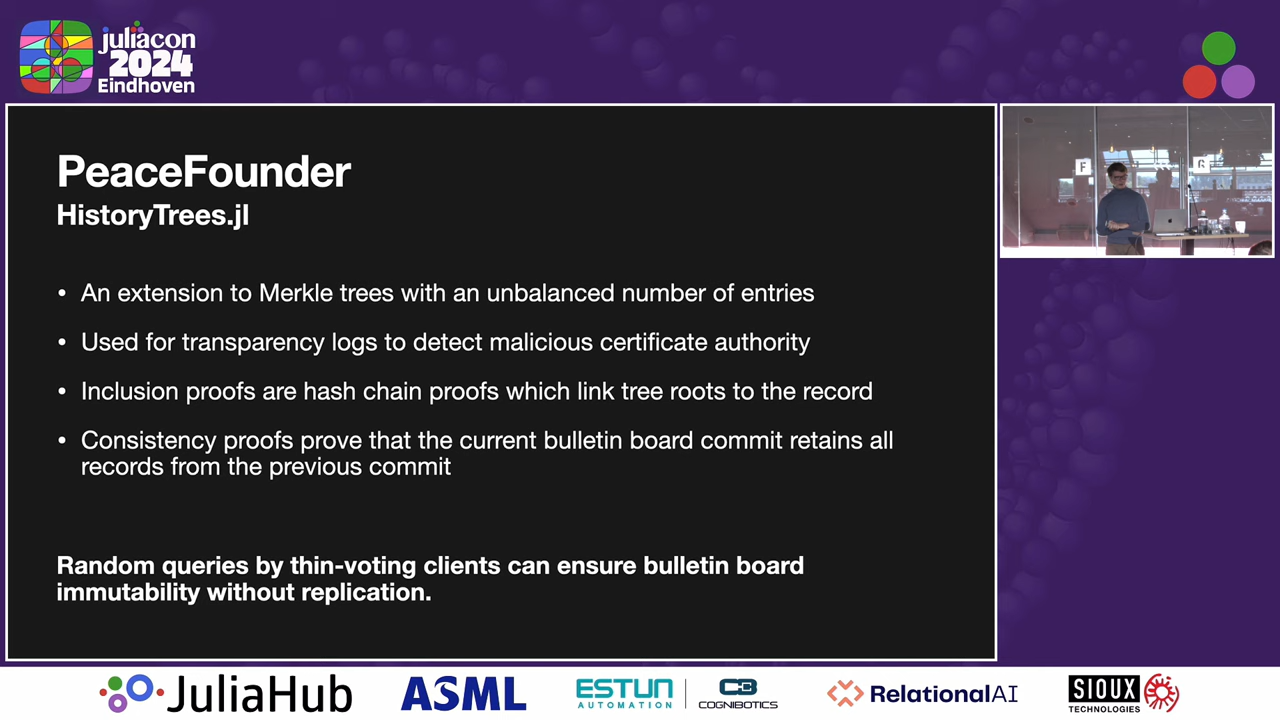 juliacon
2024
Eindhoven
PeaceFounder
HistoryTrees.jl
• An extension to Merkle trees with an unbalanced number of entries
• Used for transparency logs to detect malicious certificate authority
• Inclusion proofs are hash chain proofs which link tree roots to the record
• Consistency proofs prove that the current bulletin board commit retains all
records from the previous commit
Random queries by thin-voting clients can ensure bulletin board
immutability without replication.
F
JuliaHub
ASML
ESTUN
AUTOMATION
C3
COGNIBOTICS
RelationalAI
SIOUX
TECHNOLOGIES